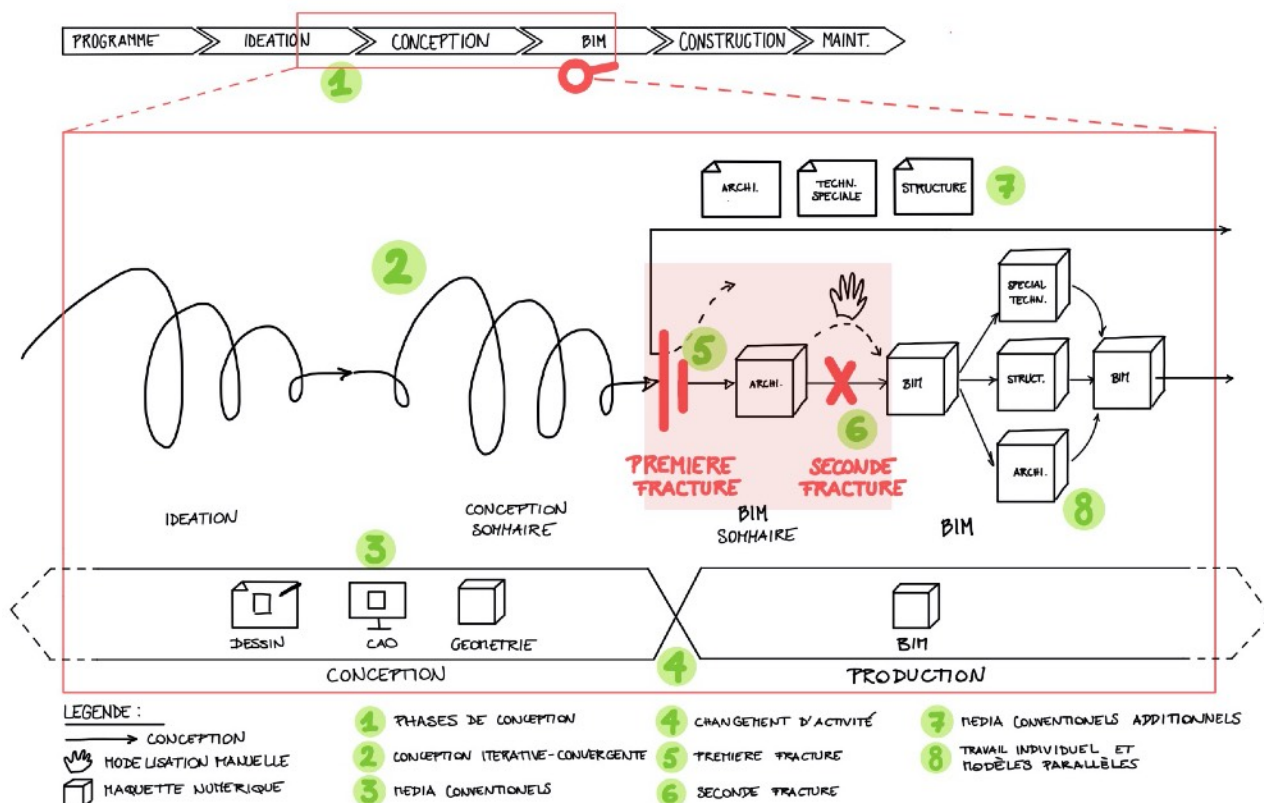 PROGRAMME
IDEATION
CONCEPTION
BIM
CONSTRUCTION
MAINT.
1
ARCHI.
TECHN.
SPECIALE
STRUCTURE
7
2
5
ARCHI.
6
PREMIERE
FRACTURE
SECONDE
FRACTURE
BIM
SPECIAL
TECHN.
STRUCT.
ARCHI.
BIM
8
IDEATION
CONCEPTION
SOMMAIRE
BIM
SOMMAIRE
BIM
3
DESSIN
CAO
GEOMETRIE
BIM
CONCEPTION
4
PRODUCTION
LEGENDE :
CONCEPTION
MODELISATION MANUELLE
MAQUETTE NUMERIQUE
1 PHASES DE CONCEPTION
2 CONCEPTION ITERATIVE-CONVERGENTE
3 MEDIA CONVENTIONELS
4 CHANGEMENT D'ACTIVITÉ
5 PREMIERE FRACTURE
6 SECONDE FRACTURE
7 MEDIA CONVENTIONELS ADDITIONNELS
8 TRAVAIL INDIVIDUEL ET
MODÈLES PARALLÈLES